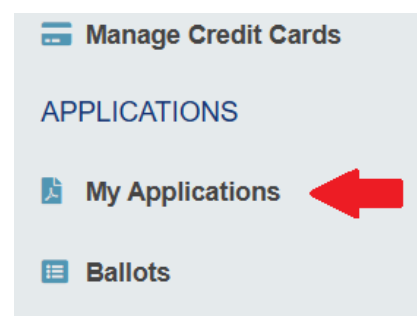 Manage Credit Cards
APPLICATIONS
My Applications
Ballots